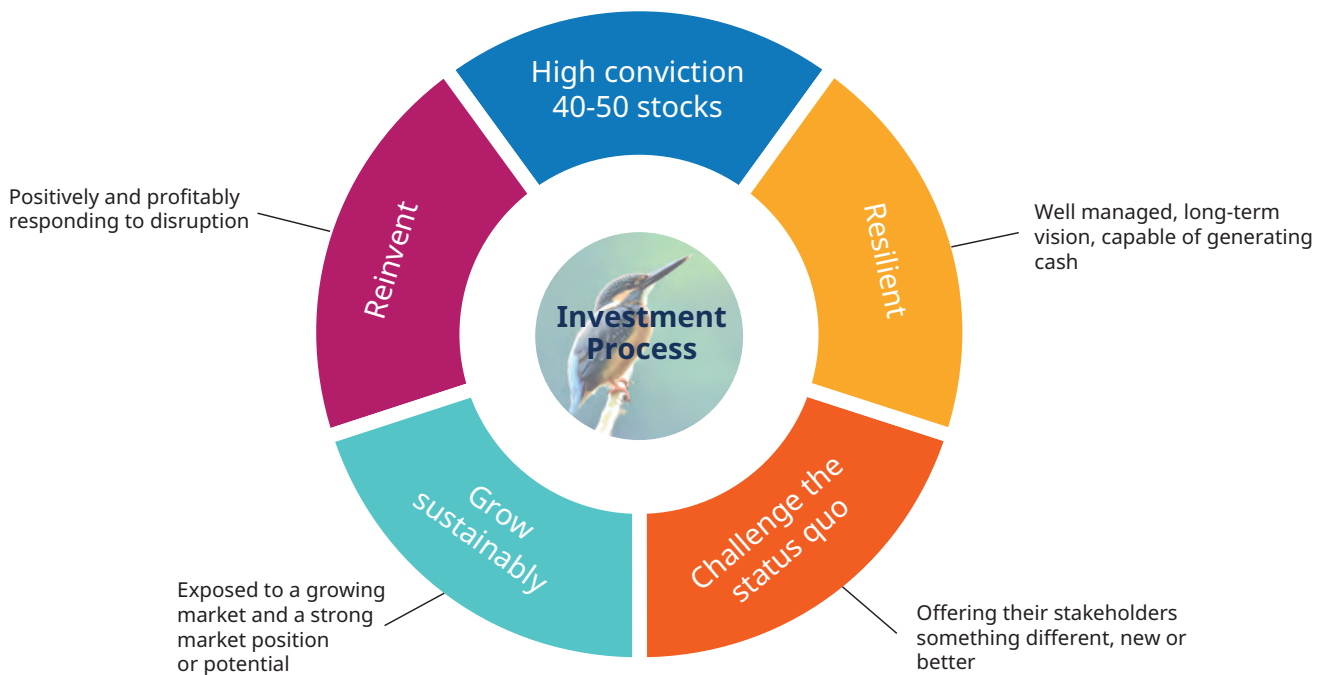 High conviction
40-50 stocks
Positively and profitably
responding to disruption
Reinvent
Resilient
Well managed, long-term
vision, capable of generating
cash
Investment
Process
Grow
sustainably
Challenge the
status quo
Exposed to a growing
market and a strong
market position
or potential
Offering their stakeholders
something different, new or
better